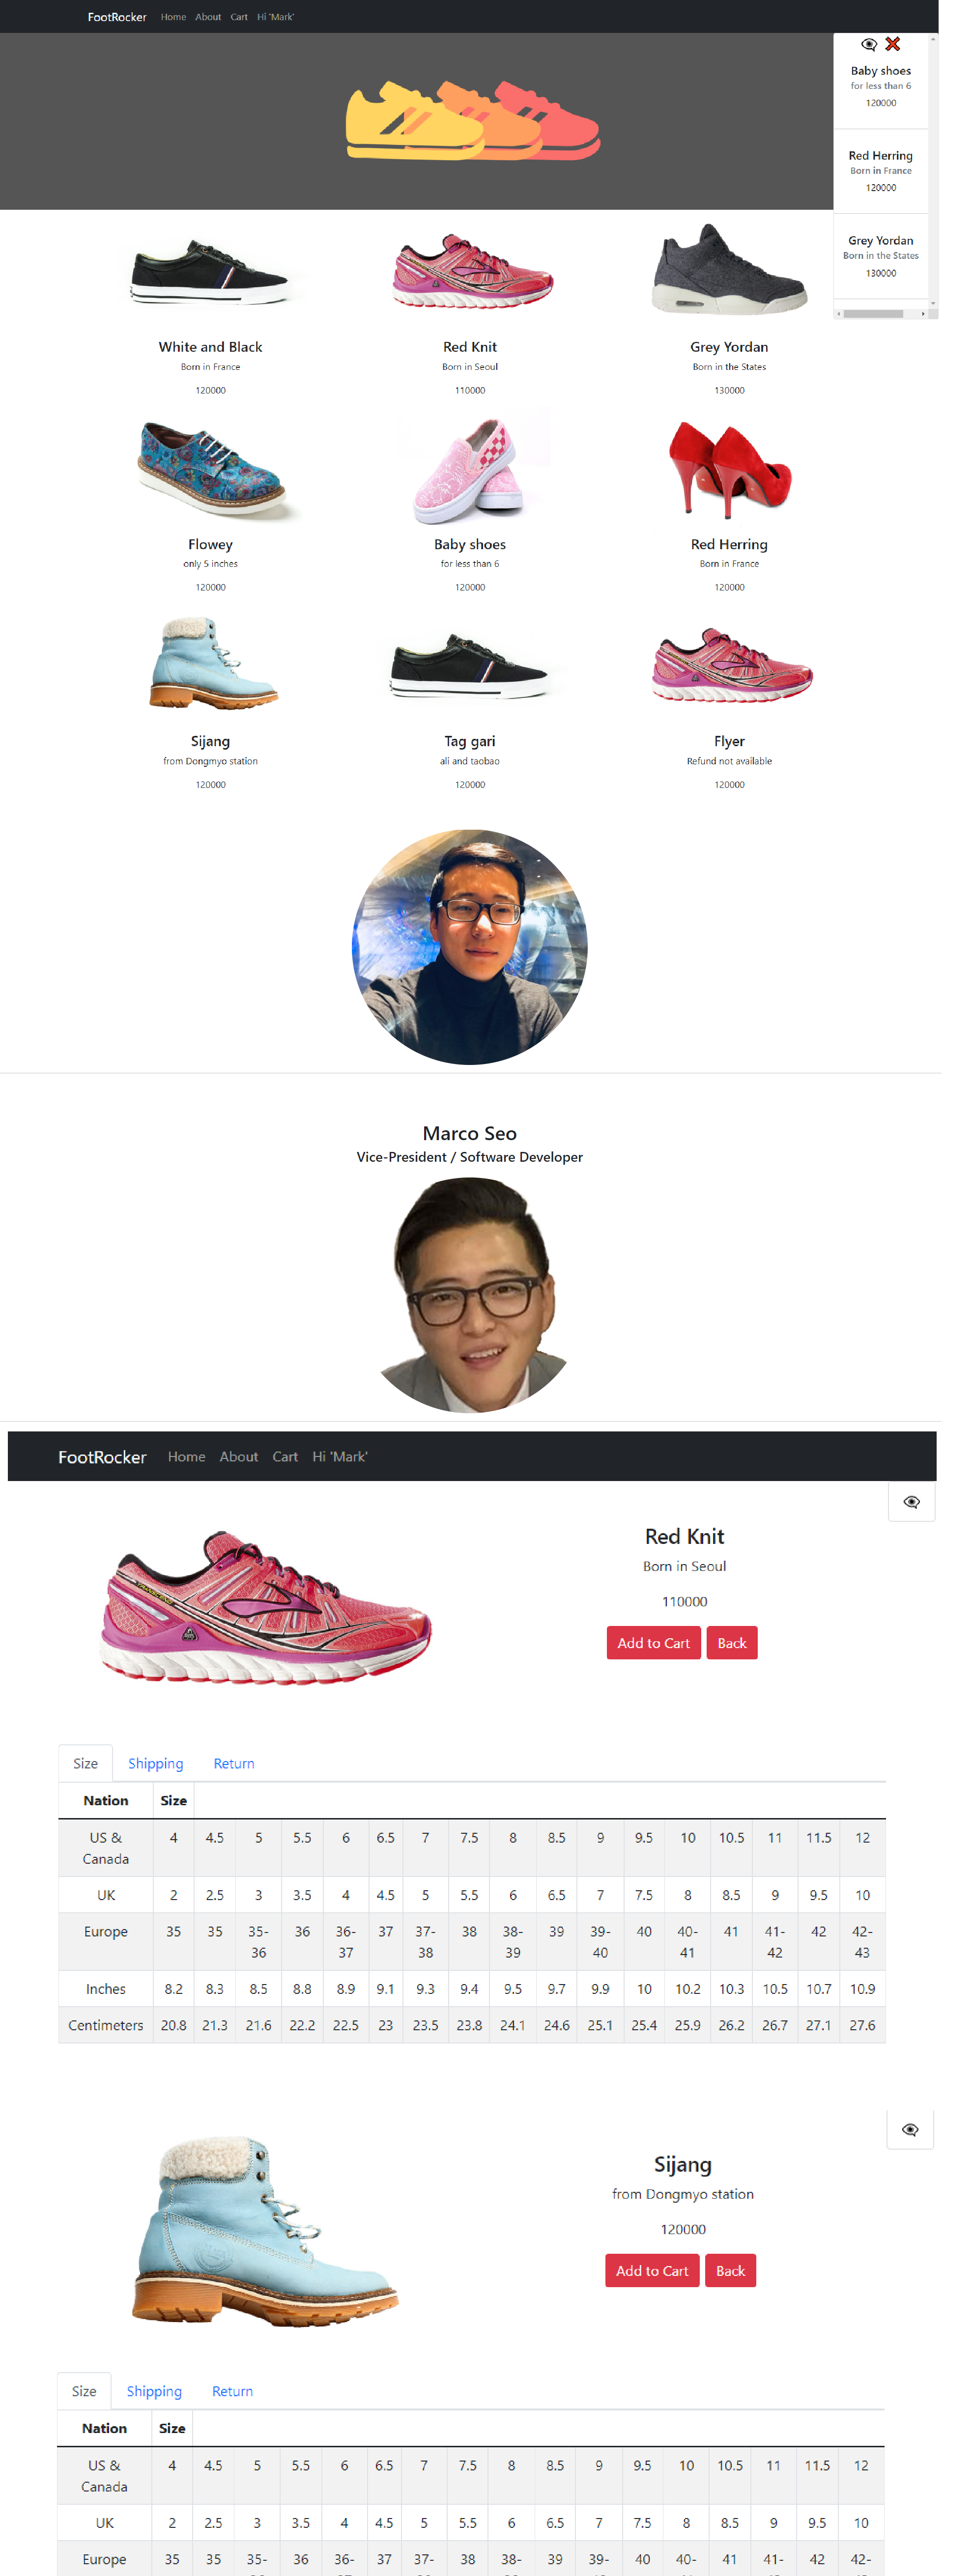 FootRocker Home About Cart Hi 'Mark'
Baby shoes
for less than 6
120000
Red Herring
Born in France
120000
Grey Yordan
Born in the States
130000
White and Black
Born in France
120000
Red Knit
Born in Seoul
110000
Grey Yordan
Born in the States
130000
Flowey
only 5 inches
120000
Baby shoes
for less than 6
120000
Red Herring
Born in France
120000
Sijang
from Dongmyo station
120000
Tag gari
ali and taobao
120000
Flyer
Refund not available
120000
Marco Seo
Vice-President / Software Developer
FootRocker Home About Cart Hi 'Mark'
Red Knit
Born in Seoul
110000
Add to Cart Back
Size Shipping Return
Nation Size
US & Canada 4 4.5 5 5.5 6 6.5 7 7.5 8 8.5 9 9.5 10 10.5 11 11.5 12
UK 2 2.5 3 3.5 4 4.5 5 5.5 6 6.5 7 7.5 8 8.5 9 9.5 10
Europe 35 35 35-36 36 36-37 37 37-38 38 38-39 39 39-40 40 40-41 41 41-42 42 42-43
Inches 8.2 8.3 8.5 8.8 8.9 9.1 9.3 9.4 9.5 9.7 9.9 10 10.2 10.3 10.5 10.7 10.9
Centimeters 20.8 21.3 21.6 22.2 22.5 23 23.5 23.8 24.1 24.6 25.1 25.4 25.9 26.2 26.7 27.1 27.6
Sijang
from Dongmyo station
120000
Add to Cart Back
Size Shipping Return
Nation Size
US & Canada 4 4.5 5 5.5 6 6.5 7 7.5 8 8.5 9 9.5 10 10.5 11 11.5 12
UK 2 2.5 3 3.5 4 4.5 5 5.5 6 6.5 7 7.5 8 8.5 9 9.5 10
Europe 35 35 35- 36 36- 37 37- 38 38- 39 39- 40 40- 41 41- 42 42-